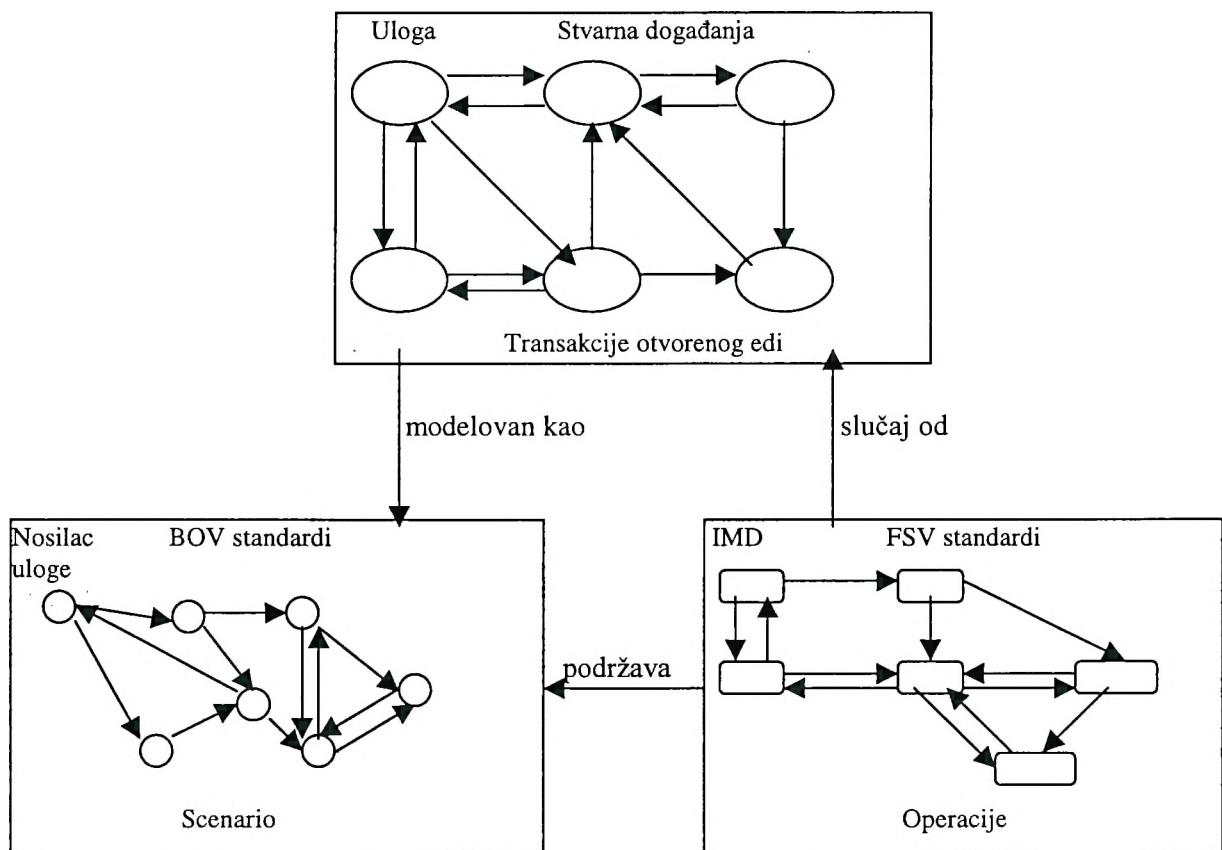 Uloga Stvarna događanja
Transakcije otvorenog edi
modelovan kao
slučaj od
Nosilac uloge
BOV standardi
IMD FSV standardi
podržava
Scenario
Operacije